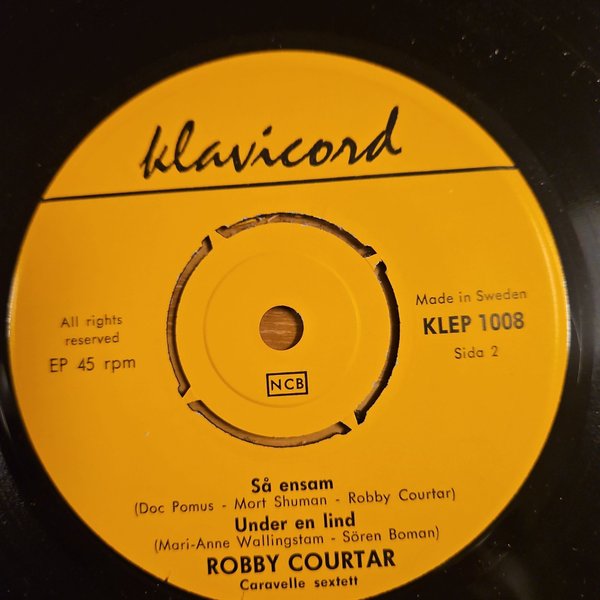 klavicord
All rights
reserved
EP 45 rpm
Made in Sweden
KLEP 1008
Sida 2
NCB
Så ensam
(Doc Pomus - Mort Shuman - Robby Courtar)
Under en lind
(Mari-Anne Wallingstam - Sören Boman)
ROBBY COURTAR
Caravelle sextett